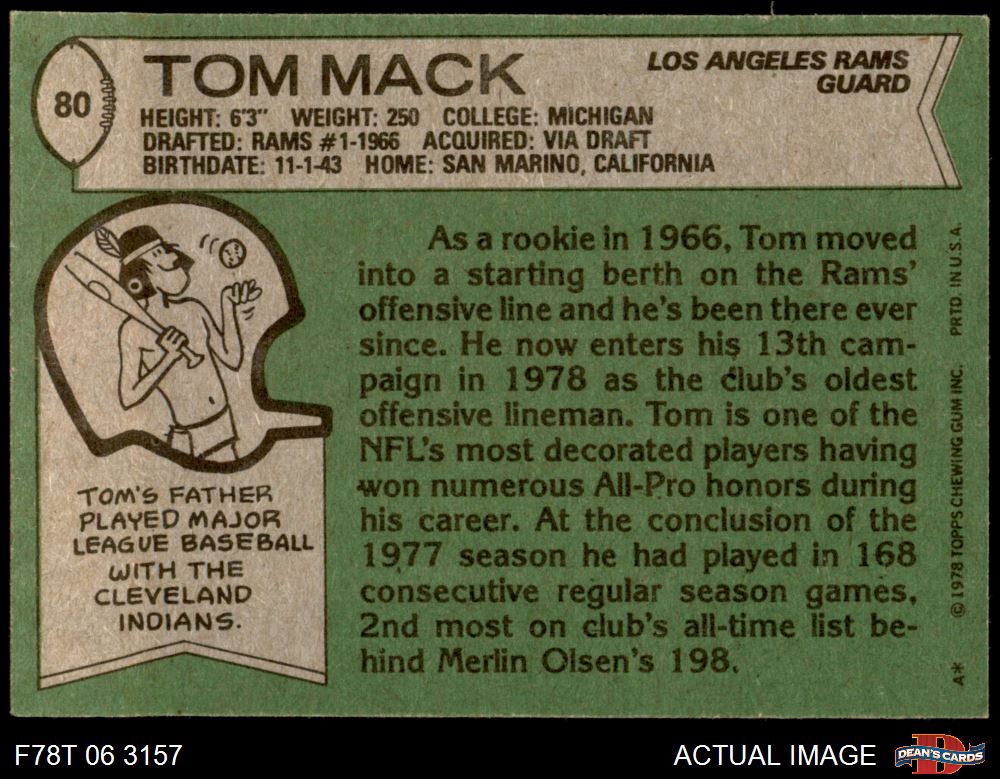 80
TOM MACK
LOS ANGELES RAMS
GUARD
HEIGHT: 6'3" WEIGHT: 250 COLLEGE: MICHIGAN
DRAFTED: RAMS #1-1966 ACQUIRED: VIA DRAFT
BIRTHDATE: 11-1-43 HOME: SAN MARINO, CALIFORNIA
TOM'S FATHER
PLAYED MAJOR
LEAGUE BASEBALL
WITH THE
CLEVELAND
INDIANS.
As a rookie in 1966, Tom moved
into a starting berth on the Rams'
offensive line and he's been there ever
since. He now enters his 13th cam-
paign in 1978 as the club's oldest
offensive lineman. Tom is one of the
NFL's most decorated players having
won numerous All-Pro honors during
his career. At the conclusion of the
1977 season he had played in 168
consecutive regular season games,
2nd most on club's all-time list be-
hind Merlin Olsen's 198.
A* © 1978 TOPPS CHEWING GUM INC. PRTD. IN U.S.A.
F78T 06 3157
ACTUAL IMAGE
D
DEAN'S CARDS